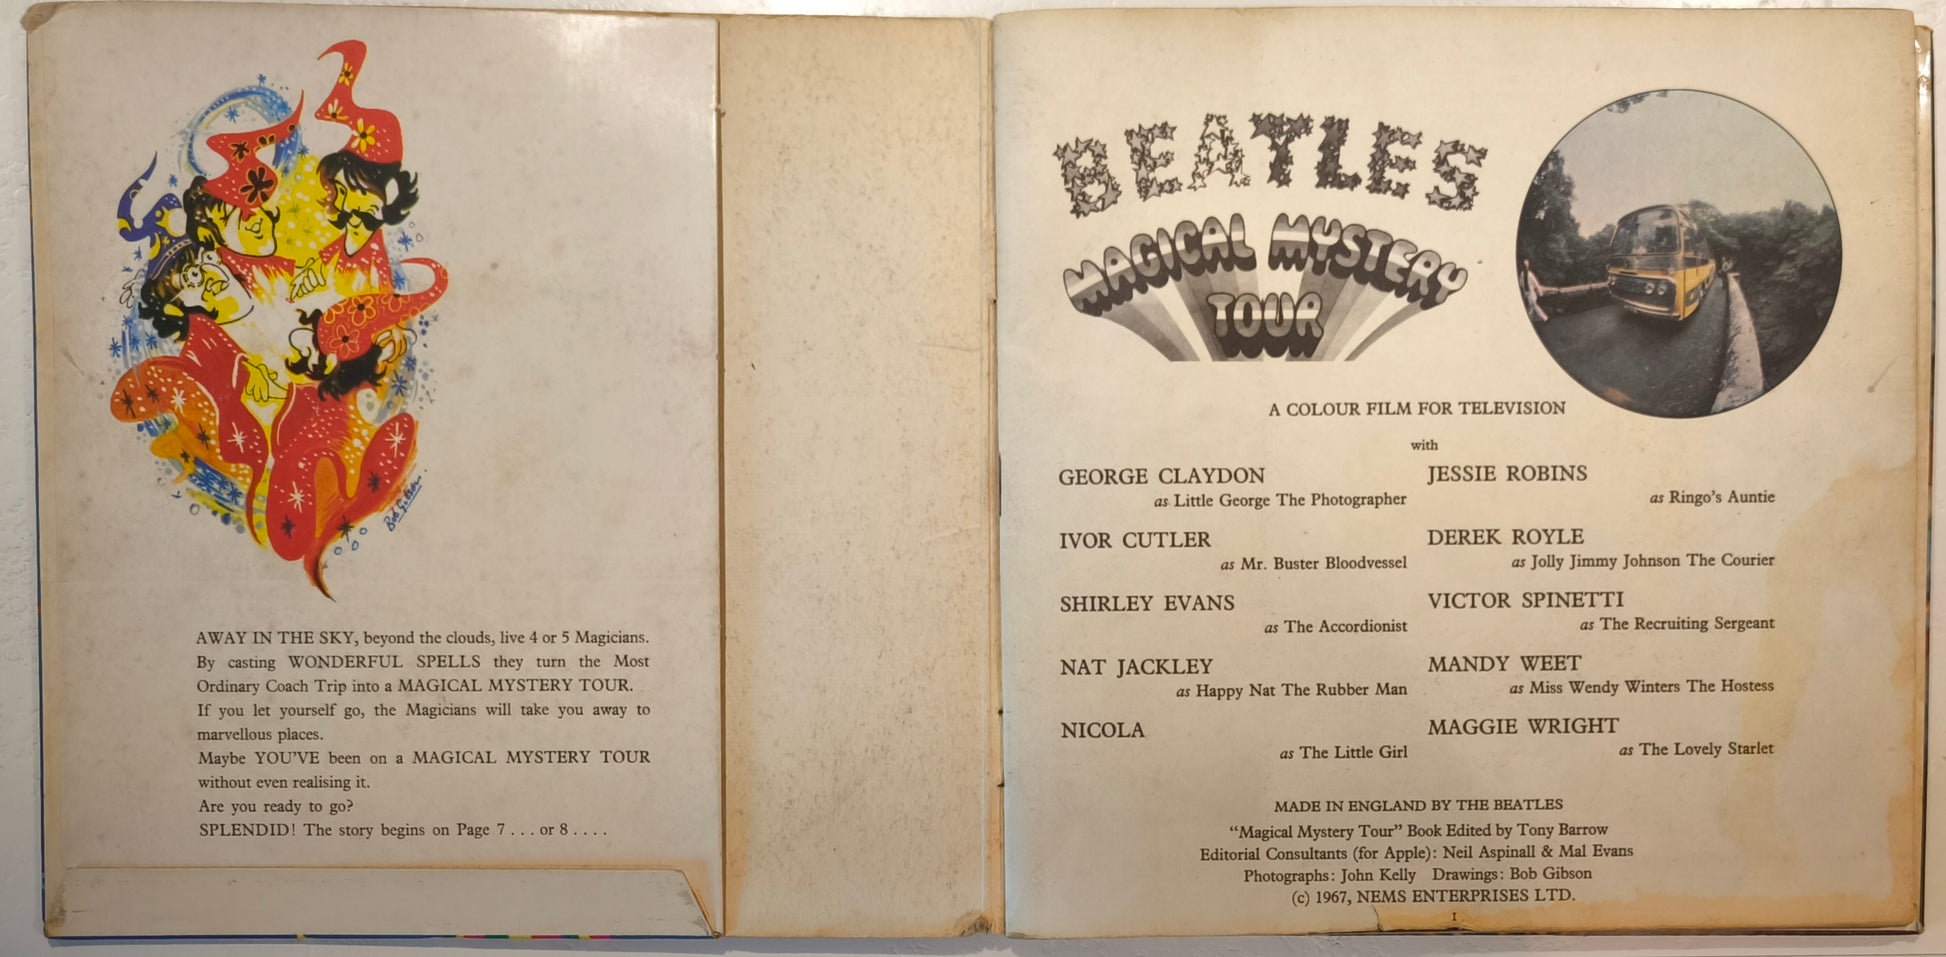 Bob Gibson
AWAY IN THE SKY, beyond the clouds, live 4 or 5 Magicians.
By casting WONDERFUL SPELLS they turn the Most
Ordinary Coach Trip into a MAGICAL MYSTERY TOUR.
If you let yourself go, the Magicians will take you away to
marvellous places.
Maybe YOU'VE been on a MAGICAL MYSTERY TOUR
without even realising it.
Are you ready to go?
SPLENDID! The story begins on Page 7 . . . or 8 . . . .
BEATLES
MAGICAL MYSTERY
TOUR
A COLOUR FILM FOR TELEVISION
with
GEORGE CLAYDON
as Little George The Photographer
IVOR CUTLER
as Mr. Buster Bloodvessel
SHIRLEY EVANS
as The Accordionist
NAT JACKLEY
as Happy Nat The Rubber Man
NICOLA
as The Little Girl
JESSIE ROBINS
as Ringo's Auntie
DEREK ROYLE
as Jolly Jimmy Johnson The Courier
VICTOR SPINETTI
as The Recruiting Sergeant
MANDY WEET
as Miss Wendy Winters The Hostess
MAGGIE WRIGHT
as The Lovely Starlet
MADE IN ENGLAND BY THE BEATLES
"Magical Mystery Tour" Book Edited by Tony Barrow
Editorial Consultants (for Apple): Neil Aspinall & Mal Evans
Photographs: John Kelly Drawings: Bob Gibson
(c) 1967, NEMS ENTERPRISES LTD.
1